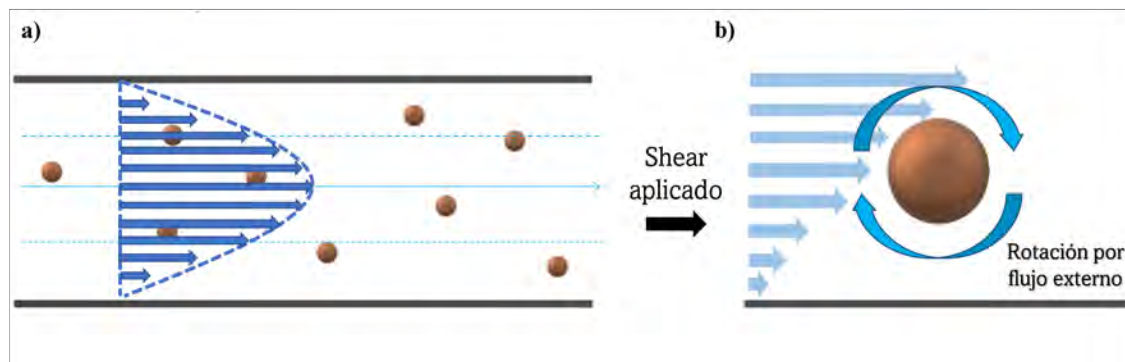 a)
b)
Shear
aplicado
Rotación por
flujo externo